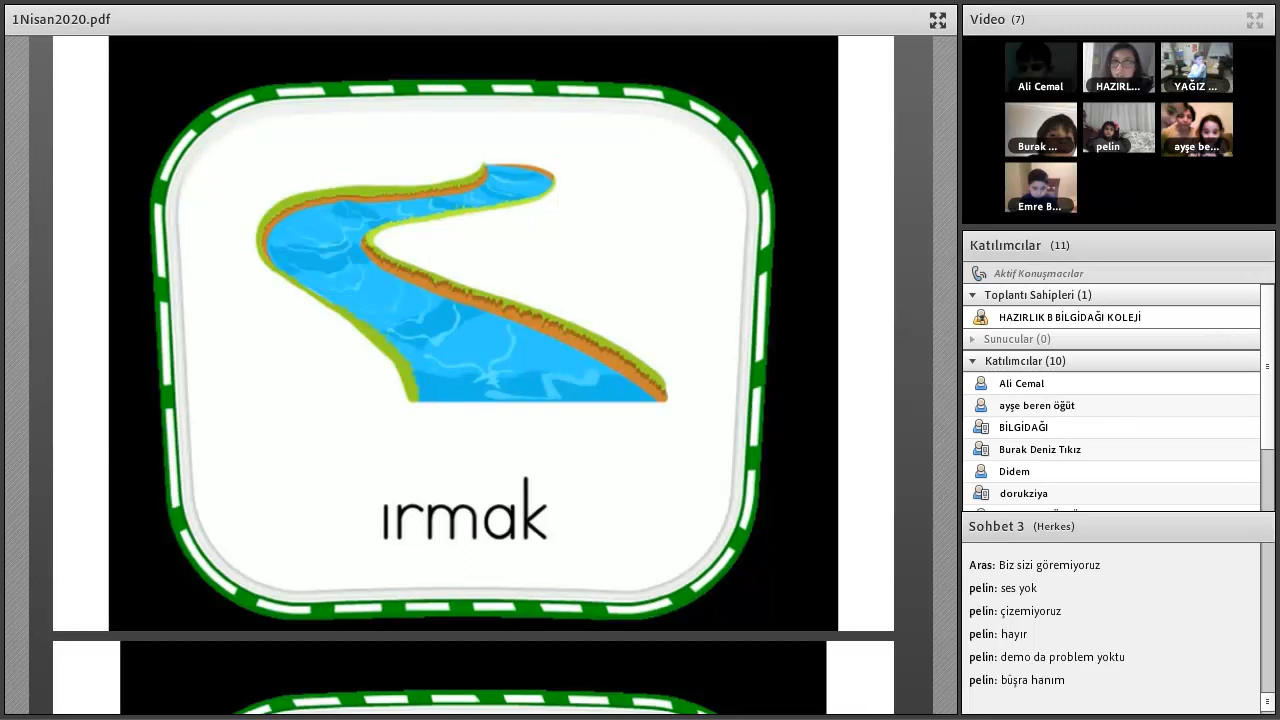 1Nisan2020.pdf
ırmak
Video (7)
Ali Cemal
HAZIRL...
YAĞIZ ...
Burak ...
pelin
ayşe be...
Emre B...
Katılımcılar (11)
Aktif Konuşmacılar
Toplantı Sahipleri (1)
HAZIRLIK B BİLGİDAĞI KOLEJİ
Sunucular (0)
Katılımcılar (10)
Ali Cemal
ayşe beren öğüt
BİLGİDAĞI
Burak Deniz Tıkız
Didem
dorukziya
Sohbet 3 (Herkes)
Aras: Biz sizi göremiyoruz
pelin: ses yok
pelin: çizemiyoruz
pelin: hayır
pelin: demo da problem yoktu
pelin: büşra hanım